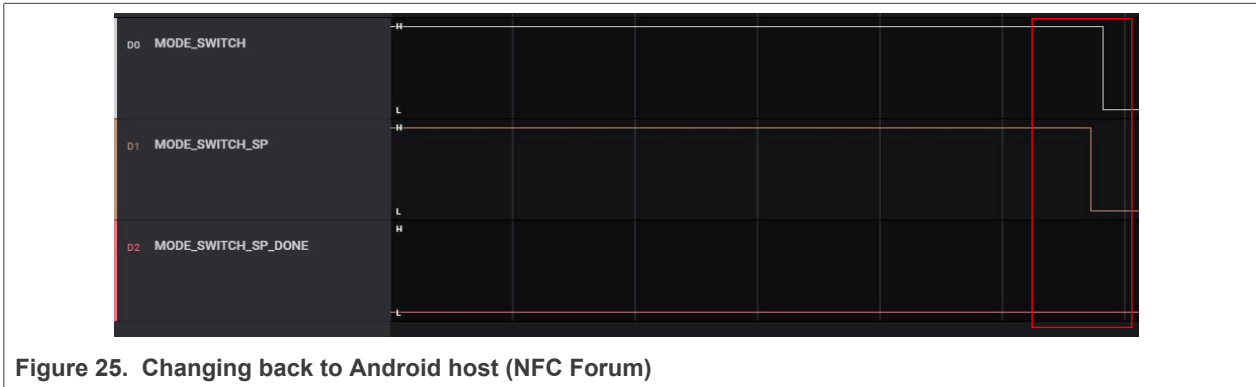 H
D0 MODE_SWITCH
L
H
D1 MODE_SWITCH_SP
L
H
D2 MODE_SWITCH_SP_DONE
L
Figure 25. Changing back to Android host (NFC Forum)